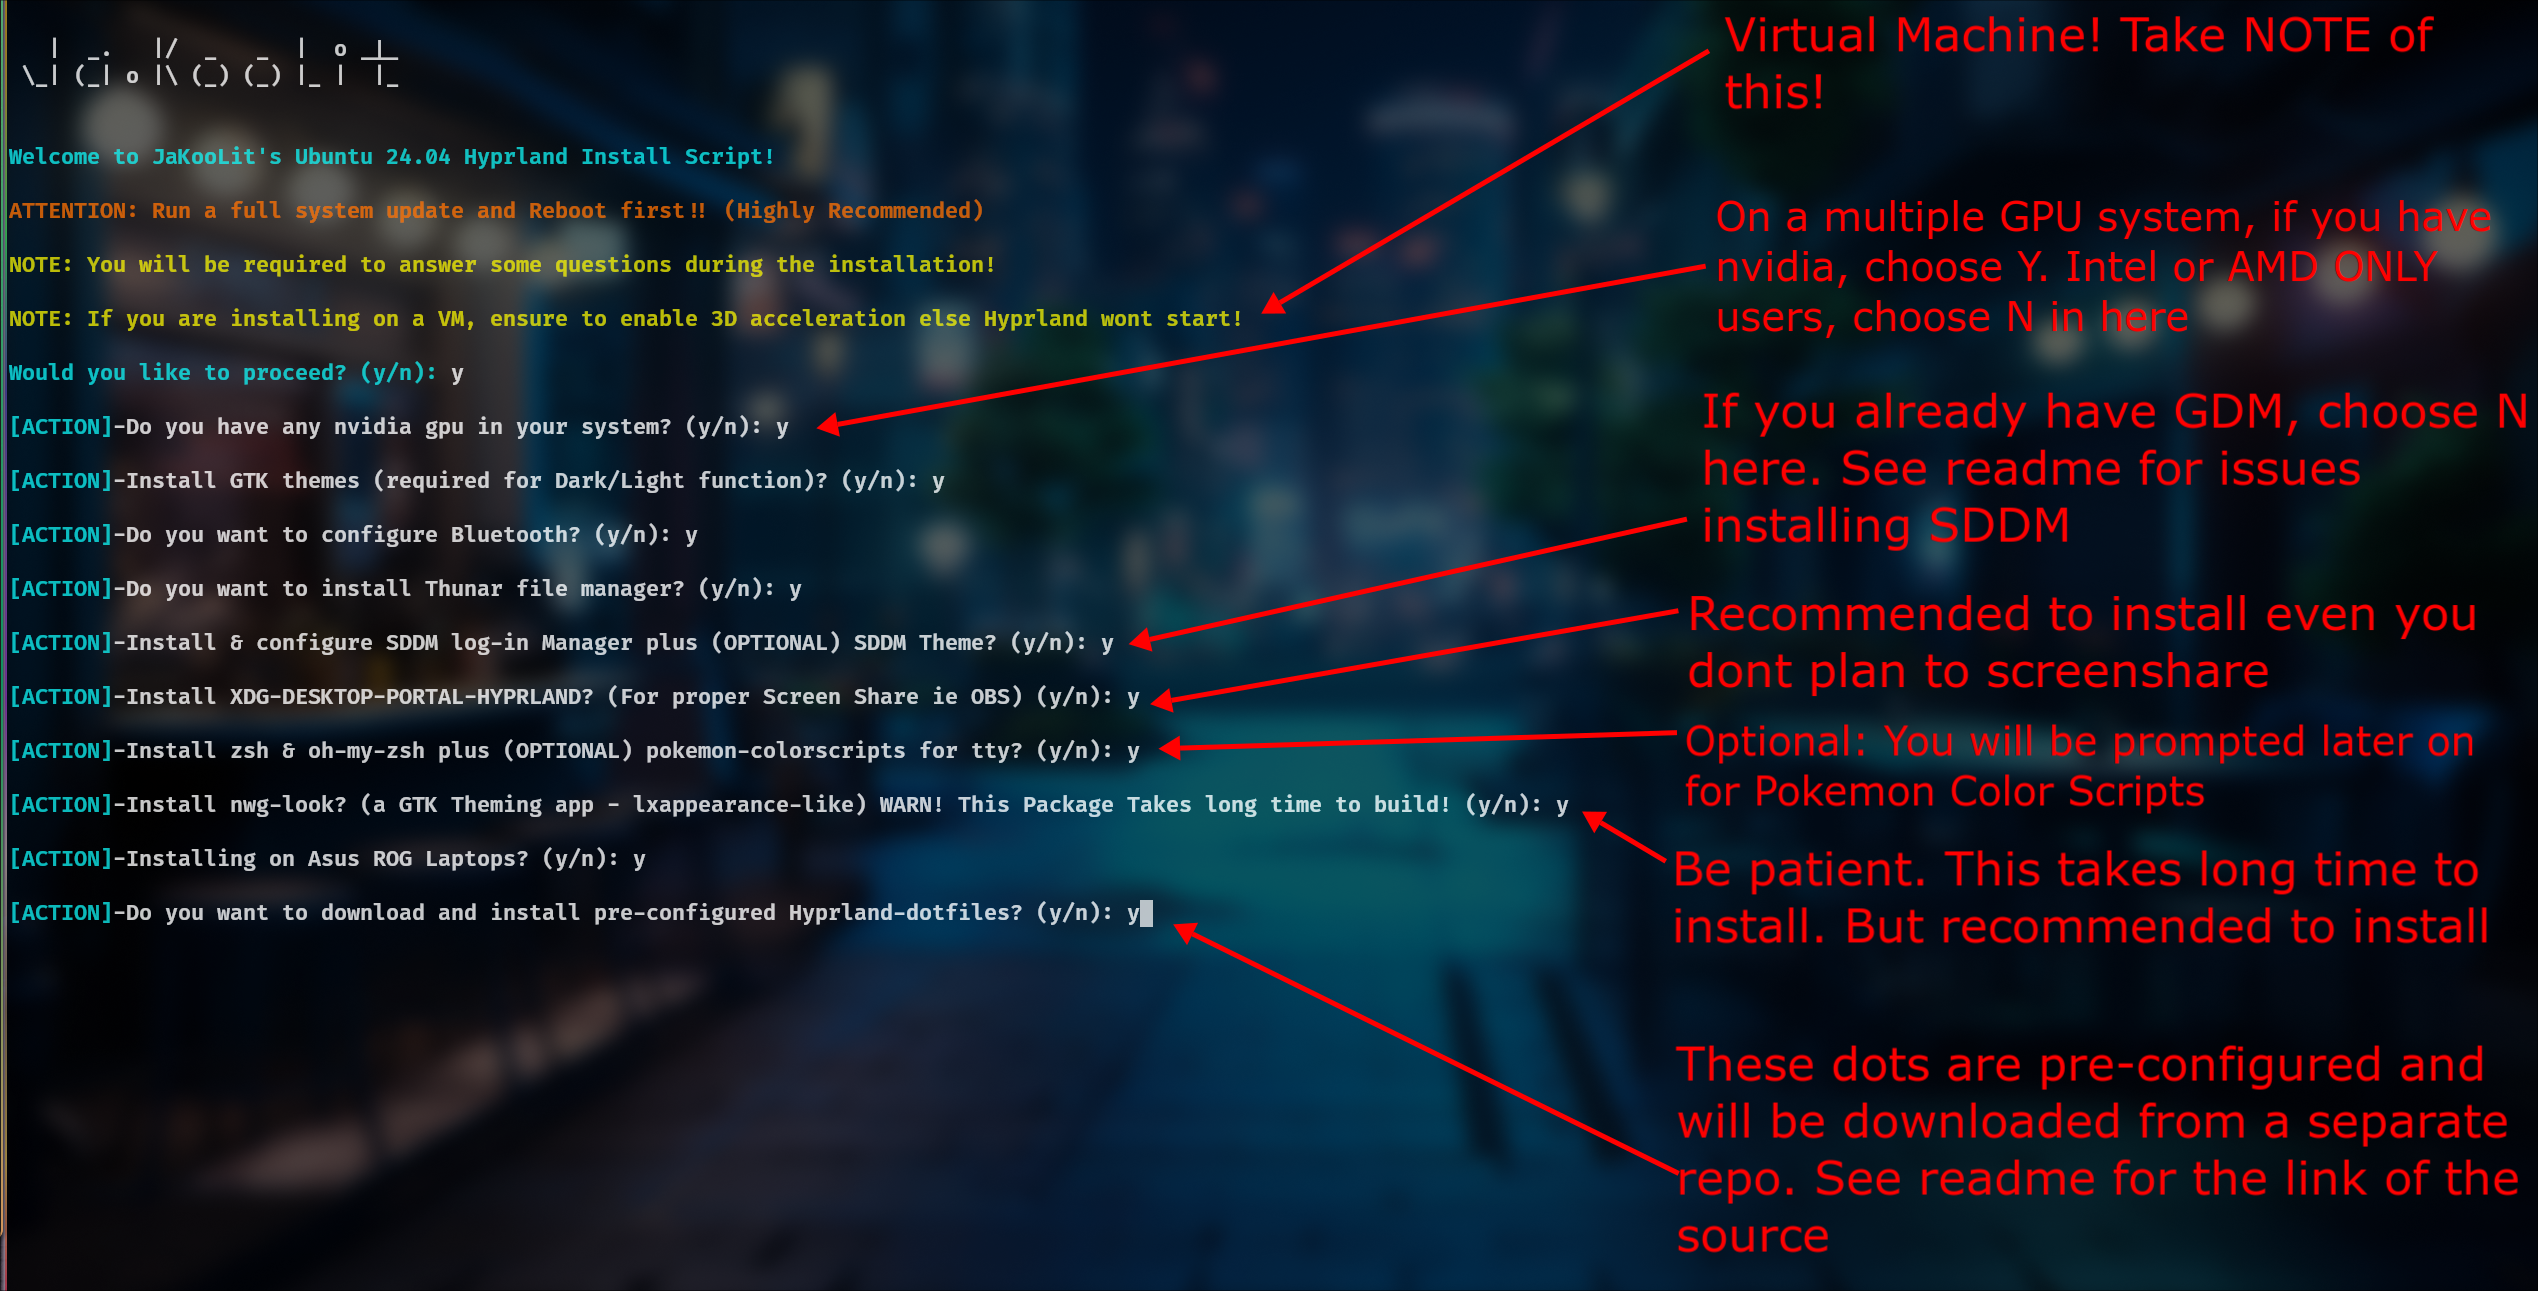 Welcome to JaKooLit's Ubuntu 24.04 Hyprland Install Script!
ATTENTION: Run a full system update and Reboot first!! (Highly Recommended)
NOTE: You will be required to answer some questions during the installation!
NOTE: If you are installing on a VM, ensure to enable 3D acceleration else Hyprland wont start!
Would you like to proceed? (y/n): y
[ACTION]-Do you have any nvidia gpu in your system? (y/n): y
[ACTION]-Install GTK themes (required for Dark/Light function)? (y/n): y
[ACTION]-Do you want to configure Bluetooth? (y/n): y
[ACTION]-Do you want to install Thunar file manager? (y/n): y
[ACTION]-Install & configure SDDM log-in Manager plus (OPTIONAL) SDDM Theme? (y/n): y
[ACTION]-Install XDG-DESKTOP-PORTAL-HYPRLAND? (For proper Screen Share ie OBS) (y/n): y
[ACTION]-Install zsh & oh-my-zsh plus (OPTIONAL) pokemon-colorscripts for tty? (y/n): y
[ACTION]-Install nwg-look? (a GTK Theming app - lxappearance-like) WARN! This Package Takes long time to build! (y/n): y
[ACTION]-Installing on Asus ROG Laptops? (y/n): y
[ACTION]-Do you want to download and install pre-configured Hyprland-dotfiles? (y/n): y
Virtual Machine! Take NOTE of
this!
On a multiple GPU system, if you have
nvidia, choose Y. Intel or AMD ONLY
users, choose N in here
If you already have GDM, choose N
here. See readme for issues
installing SDDM
Recommended to install even you
dont plan to screenshare
Optional: You will be prompted later on
for Pokemon Color Scripts
Be patient. This takes long time to
install. But recommended to install
These dots are pre-configured and
will be downloaded from a separate
repo. See readme for the link of the
source